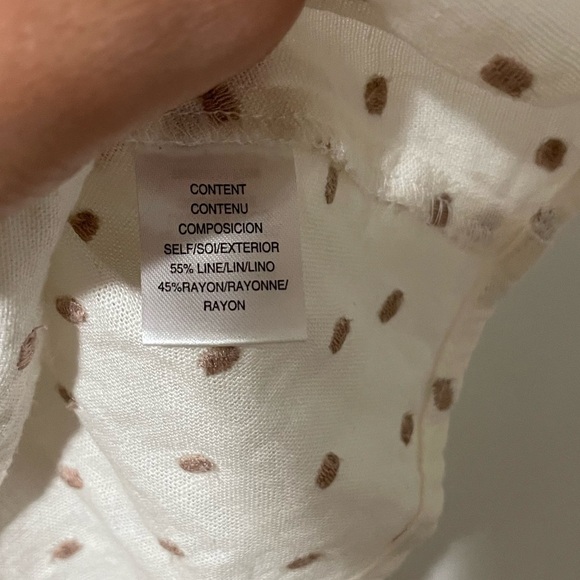 CONTENT
CONTENU
COMPOSICION
SELF/SOI/EXTERIOR
55% LINE/LIN/LINO
45%RAYON/RAYONNE/
RAYON